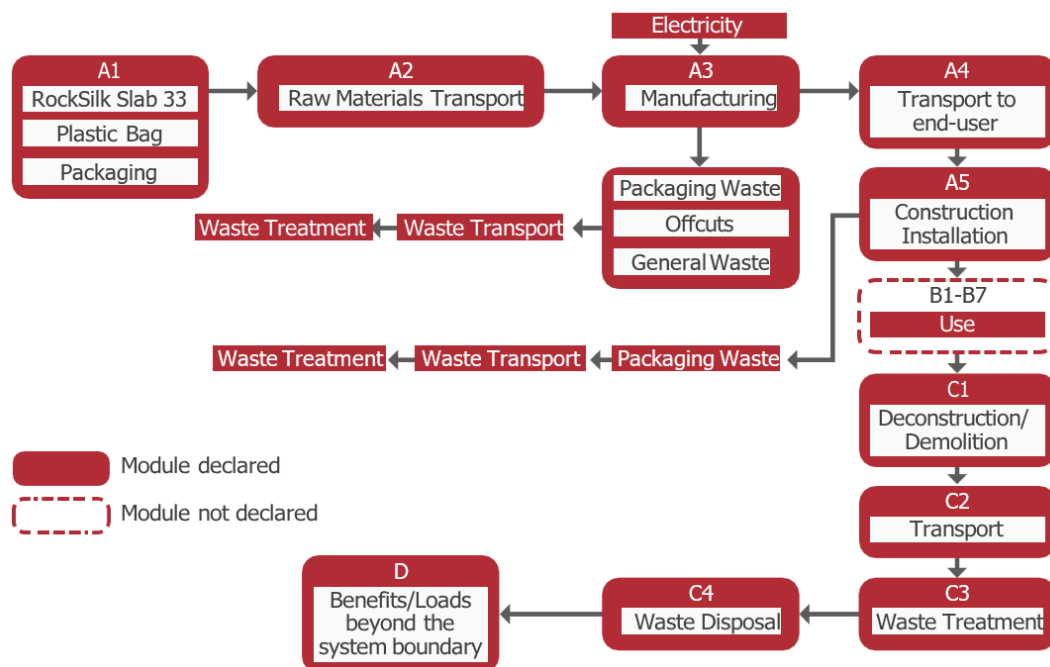 Electricity
A1
RockSilk Slab 33
Plastic Bag
Packaging
A2
Raw Materials Transport
A3
Manufacturing
A4
Transport to
end-user
Packaging Waste
Offcuts
General Waste
Waste Transport
Waste Treatment
A5
Construction
Installation
B1-B7
Use
Packaging Waste
Waste Transport
Waste Treatment
C1
Deconstruction/
Demolition
C2
Transport
C3
Waste Treatment
C4
Waste Disposal
D
Benefits/Loads
beyond the
system boundary
Module declared
Module not declared